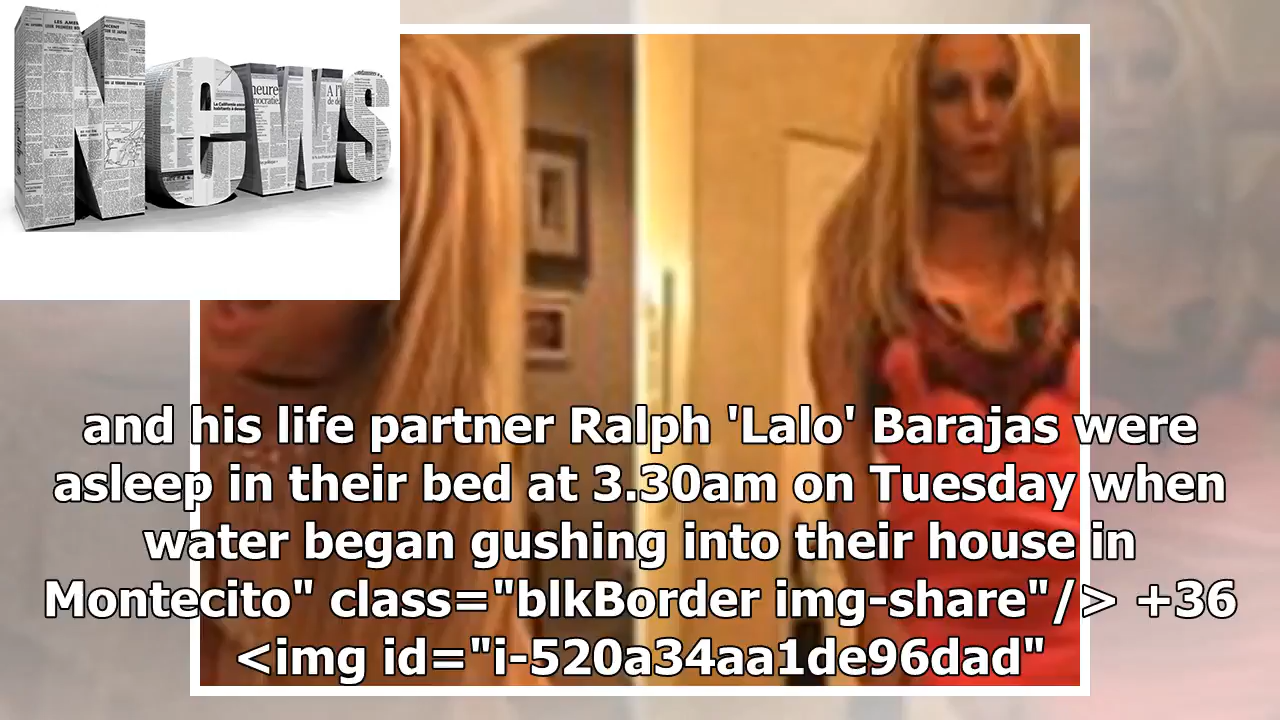 News
and his life partner Ralph 'Lalo' Barajas were
asleep in their bed at 3.30am on Tuesday when
water began gushing into their house in
Montecito" class="blkBorder img-share"/> +36
<img id="i-520a34aa1de96dad"